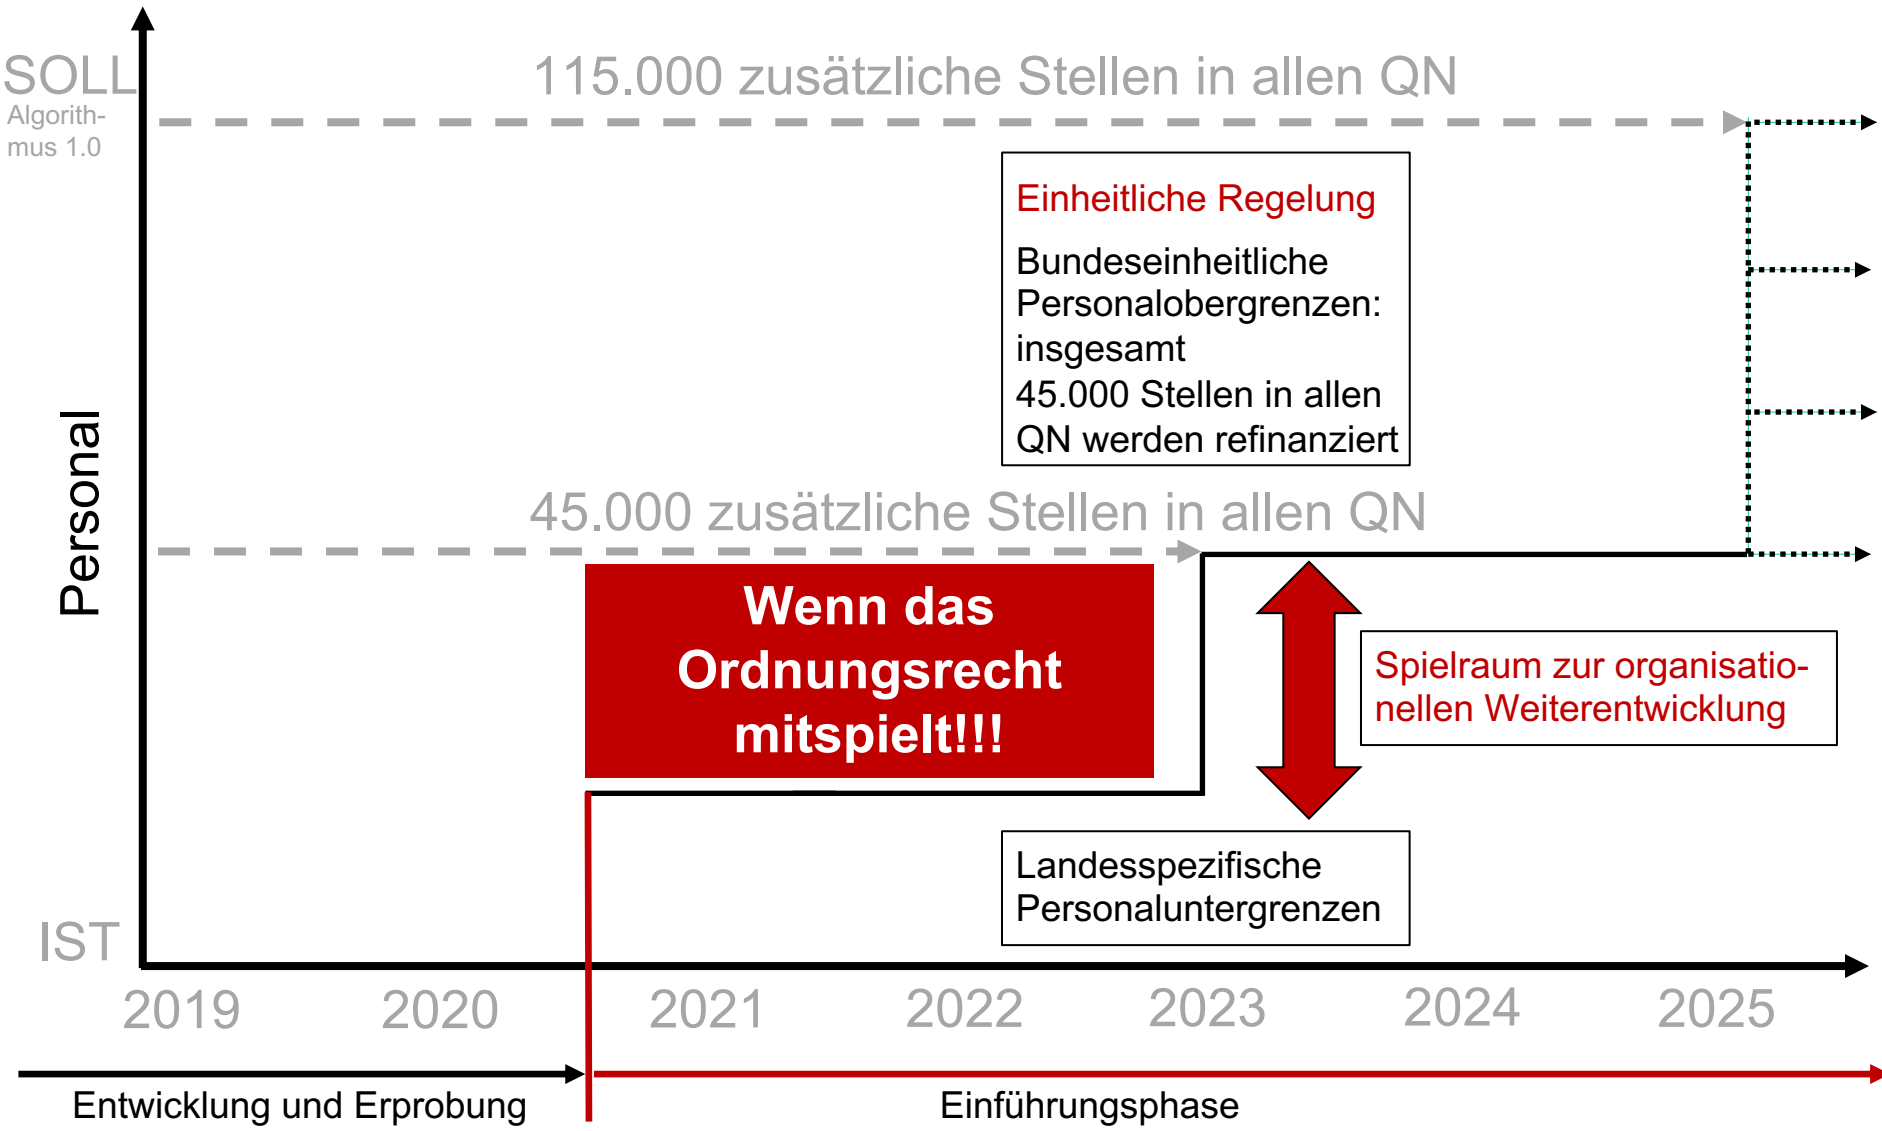 SOLL
Algorith-
mus 1.0
115.000 zusätzliche Stellen in allen QN
Einheitliche Regelung
Bundeseinheitliche
Personalobergrenzen:
insgesamt
45.000 Stellen in allen
QN werden refinanziert
Personal
45.000 zusätzliche Stellen in allen QN
Wenn das
Ordnungsrecht
mitspielt!!!
Spielraum zur organisatio-
nellen Weiterentwicklung
Landesspezifische
Personaluntergrenzen
IST
2019 2020 2021 2022 2023 2024 2025
Entwicklung und Erprobung
Einführungsphase